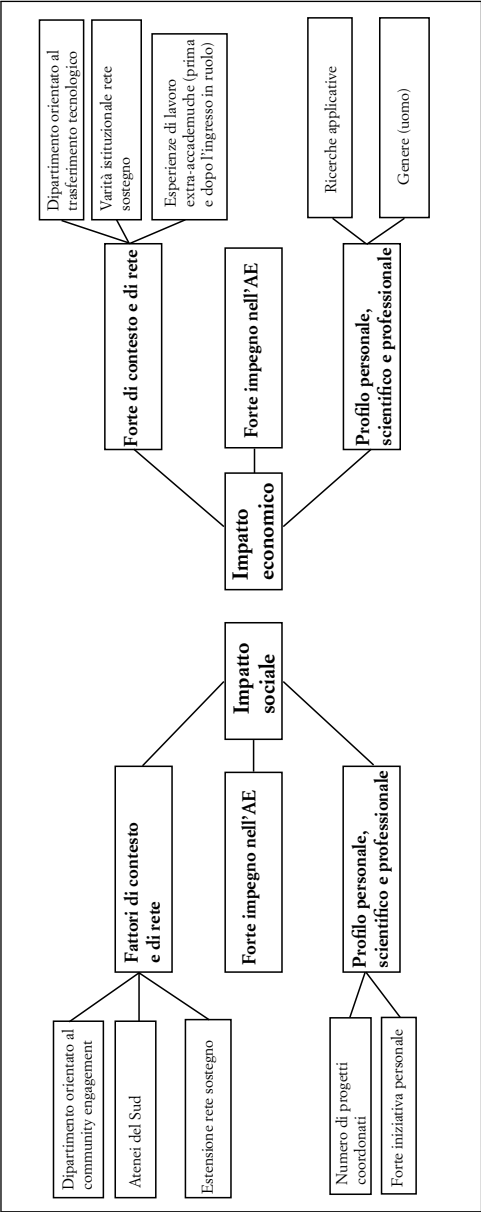 Dipartimento orientato al
community engagement
Atenei del Sud
Estensione rete sostegno
Fattori di contesto
e di rete
Forte impegno nell'AE
Numero di progetti
coordinati
Forte iniziativa personale
Profilo personale,
scientifico e professionale
Impatto
sociale
Impatto
economico
Forte di contesto e di rete
Dipartimento orientato al
trasferimento tecnologico
Varità istituzionale rete
sostegno
Esperienze di lavoro
extra-accademuche (prima
e dopo l'ingresso in ruolo)
Forte impegno nell'AE
Profilo personale,
scientifico e professionale
Ricerche applicative
Genere (uomo)